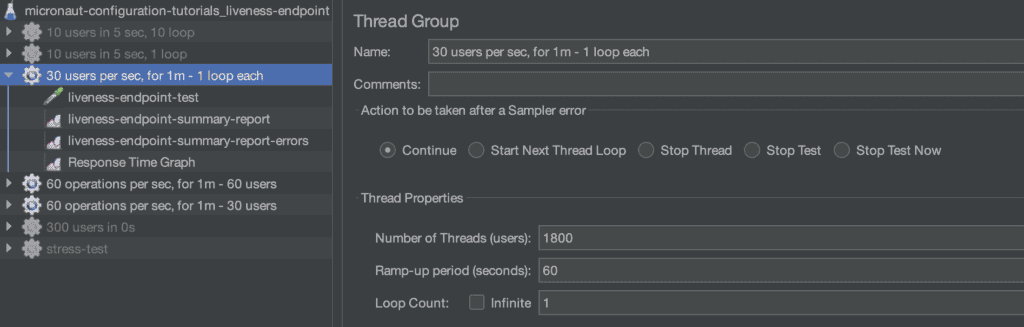 micronaut-configuration-tutorials_liveness-endpoint
10 users in 5 sec, 10 loop
10 users in 5 sec, 1 loop
30 users per sec, for 1m - 1 loop each
liveness-endpoint-test
liveness-endpoint-summary-report
liveness-endpoint-summary-report-errors
Response Time Graph
60 operations per sec, for 1m - 60 users
60 operations per sec, for 1m - 30 users
300 users in 0s
stress-test
Thread Group
Name: 30 users per sec, for 1m - 1 loop each
Comments:
Action to be taken after a Sampler error
Continue Start Next Thread Loop Stop Thread Stop Test Stop Test Now
Thread Properties
Number of Threads (users): 1800
Ramp-up period (seconds): 60
Loop Count: Infinite 1